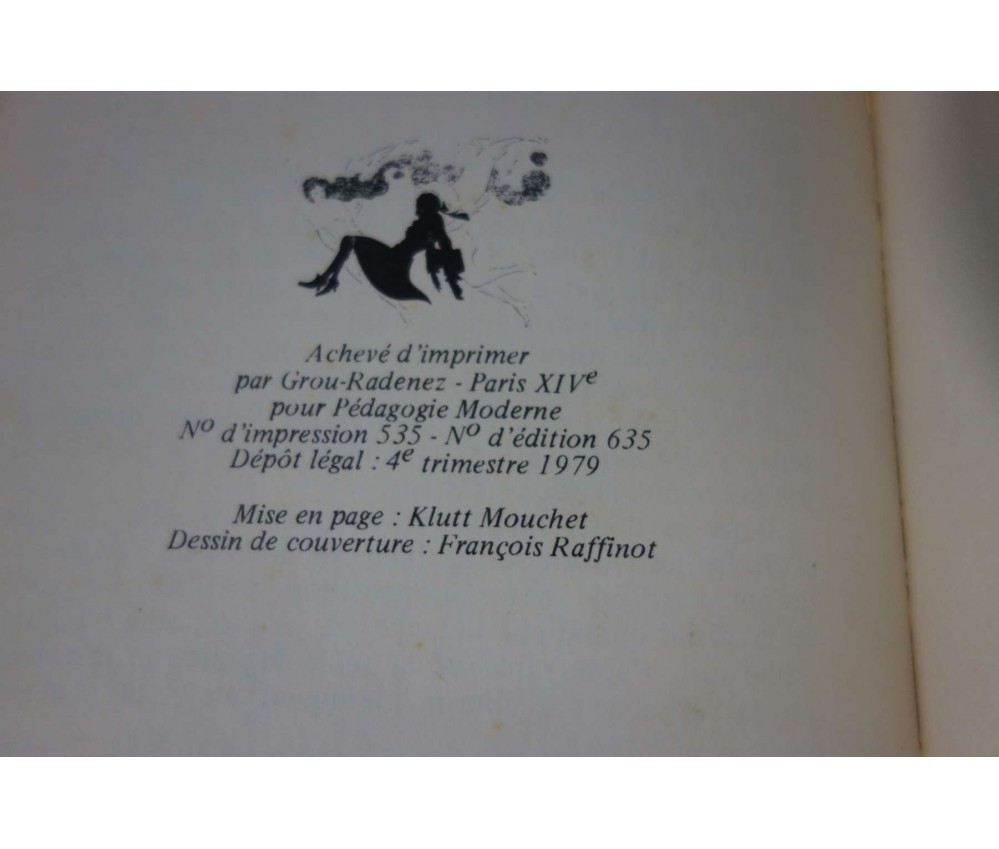 Achevé d'imprimer
par Grou-Radenez - Paris XIVe
pour Pédagogie Moderne
No d'impression 535 - No d'édition 635
Dépôt légal : 4e trimestre 1979
Mise en page : Klutt Mouchet
Dessin de couverture : François Raffinot